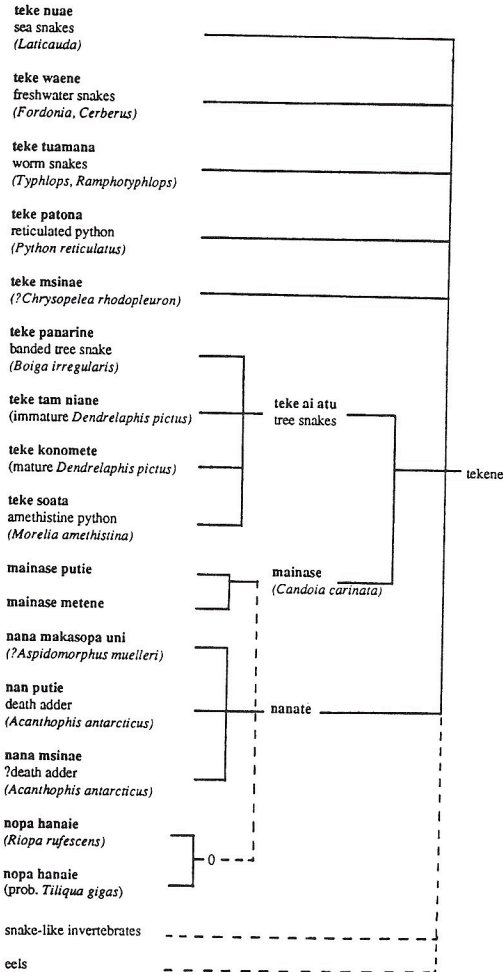 teke nuae
sea snakes
(Laticauda)
teke waene
freshwater snakes
(Fordonia, Cerberus)
teke tuamana
worm snakes
(Typhlops, Ramphotyphlops)
teke patona
reticulated python
(Python reticulatus)
teke msinae
(?Chrysopelea rhodopleuron)
teke panarine
banded tree snake
(Boiga irregularis)
teke tam niane
(immature Dendrelaphis pictus)
teke konomete
(mature Dendrelaphis pictus)
teke soata
amethistine python
(Morelia amethistina)
teke ai atu
tree snakes
tekene
mainase putie
mainase metene
mainase
(Candoia carinata)
nana makasopa uni
(?Aspidomorphus muelleri)
nan putie
death adder
(Acanthophis antarcticus)
nana msinae
?death adder
(Acanthophis antarcticus)
nanate
nopa hanaie
(Riopa rufescens)
nopa hanaie
(prob. Tiliqua gigas)
0
snake-like invertebrates
eels